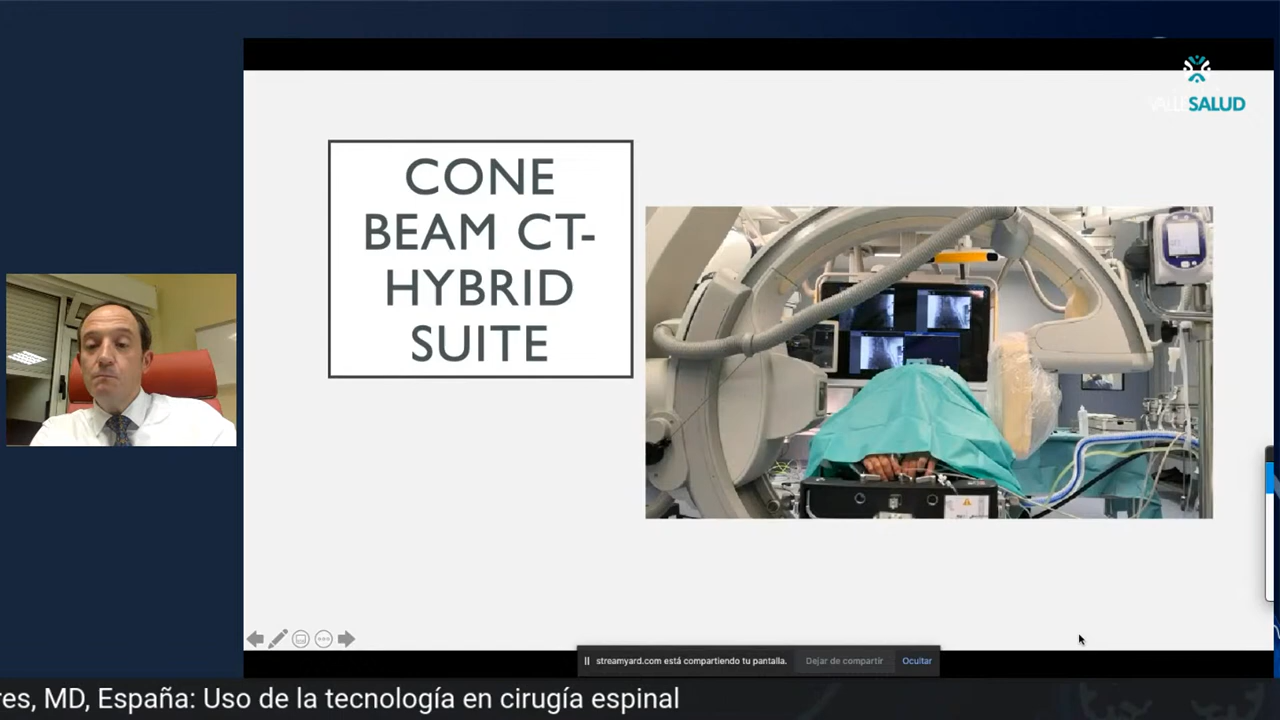 SALUD
CONE
BEAM CT-
HYBRID
SUITE
streamyard.com está compartiendo tu pantalla.
Dejar de compartir
Ocultar
res, MD, España: Uso de la tecnología en cirugía espinal